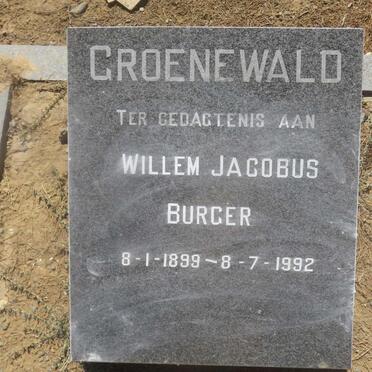 GROENEWALD
TER GEDAGTENIS AAN
WILLEM JACOBUS
BURGER
8-1-1899-8-7-1992